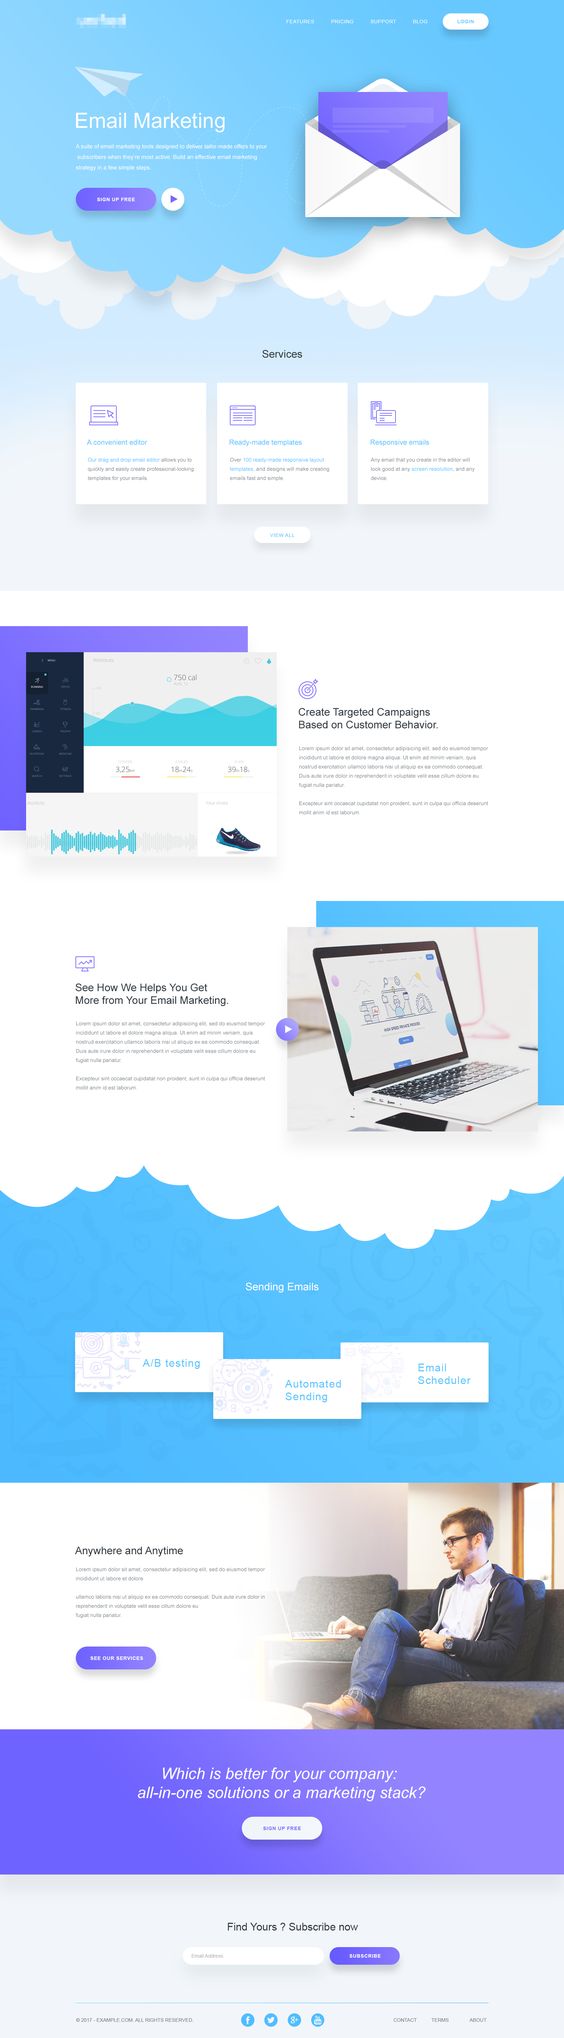 FEATURES
PRICING
SUPPORT
BLOG
LOGIN
Email Marketing
A suite of email marketing tools designed to deliver tailor-made offers to your
subscribers when they're most active. Build an effective email marketing
strategy in a few simple steps.
SIGN UP FREE
Services
A convenient editor
Our drag and drop email editor allows you to
quickly and easily create professional-looking
templates for your emails
Ready-made templates
Over 100 ready-made responsive layout
templates, and designs will make creating
emails fast and simple.
Responsive emails
Any email that you create in the editor will
look good at any screen resolution, and any
device.
VIEW ALL
MENU
750 cal
RUNNING
3,25
18h24
39m18
Create Targeted Campaigns
Based on Customer Behavior.
Lorem ipsum dolor sit amet, consectetur adipisicing elit, sed do eiusmod
tempor incididunt ut labore et dolore magna aliqua. Ut enim ad minim veniam, quis
nostrud exercitation ullamco laboris nisi ut aliquip ex ea commodo consequat.
Duis aute irure dolor in reprehenderit in voluptate velit esse cillum dolore eu
fugiat nulla pariatur.
Excepteur sint occaecat cupidatat non proident, sunt in culpa qui officia deserunt
mollit anim id est laborum
See How We Helps You Get
More from Your Email Marketing.
Lorem ipsum dolor sit amet, consectetur adipisicing elit, sed do eiusmod tempor
incididunt ut labore et dolore magna aliqua. Ut enim ad minim veniam, quis
nostrud exercitation ullamco laboris nisi ut aliquip ex ea commodo consequat.
Duis aute irure dolor in reprehenderit in voluptate velit esse cillum dolore eu
fugiat nulla pariatur.
Excepteur sint occaecat cupidatat non proident, sunt in culpa qui officia deserunt
mollit anim id est laborum.
HIGH SPEED PRIVATE PROXIES
Sending Emails
A/B testing
Automated
Sending
Email
Scheduler
Anywhere and Anytime
Lorem ipsum dolor sit amet, consectetur adipisicing elit, sed do eiusmod tempor
incididunt ut labore et dolore
ullamco laboris nisi ut aliquip ex ea commodo consequat. Duis aute irure dolor in
reprehenderit in voluptate velit esse cillum dolore eu
fugiat nulla pariatur.
SEE OUR SERVICES
Which is better for your company:
all-in-one solutions or a marketing stack?
SIGN UP FREE
Find Yours ? Subscribe now
Email Address
SUBSCRIBE
© 2017 - EXAMPLE.COM. ALL RIGHTS RESERVED.
CONTACT
TERMS
ABOUT